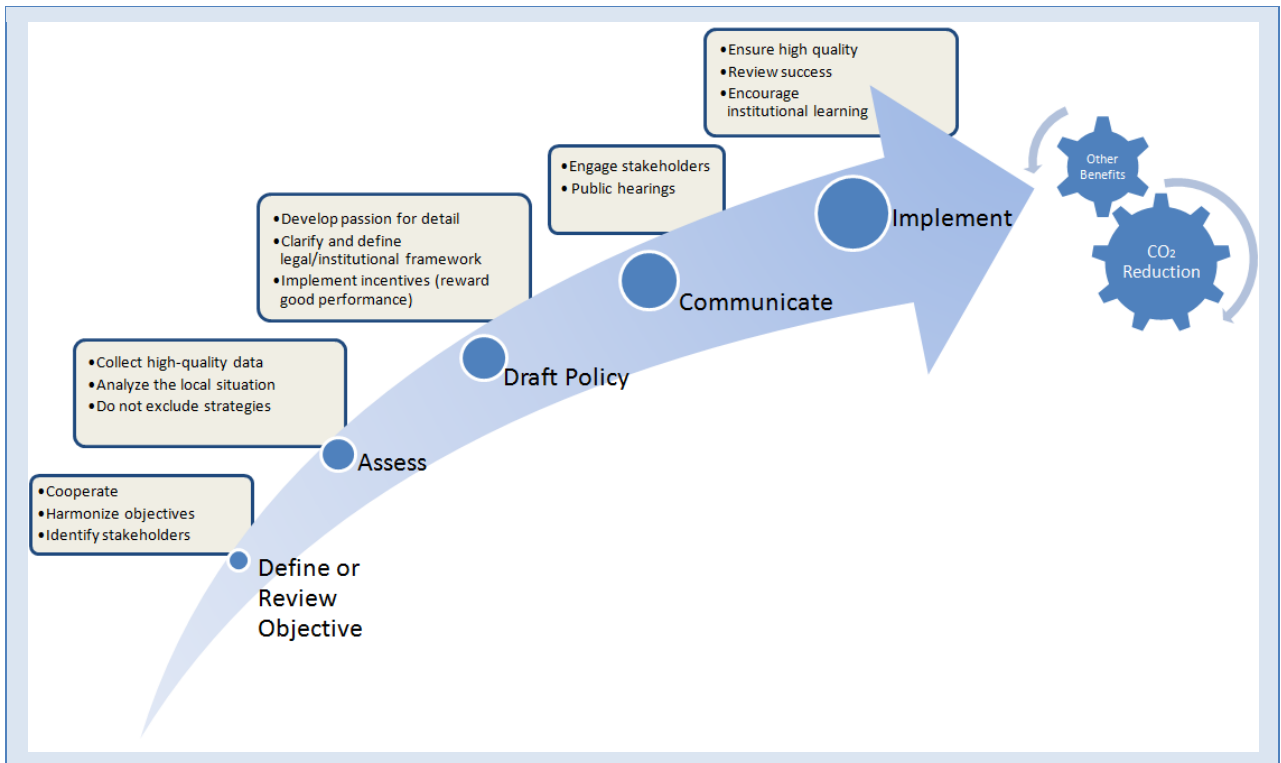 •Ensure high quality
•Review success
•Encourage
institutional learning
Other
Benefits
•Engage stakeholders
• Public hearings
Implement
CO₂
Reduction
•Develop passion for detail
•Clarify and define
legal/institutional framework
•Implement incentives (reward
good performance)
Communicate
•Collect high-quality data
•Analyze the local situation
•Do not exclude strategies
Draft Policy
Assess
•Cooperate
•Harmonize objectives
•Identify stakeholders
Define or
Review
Objective